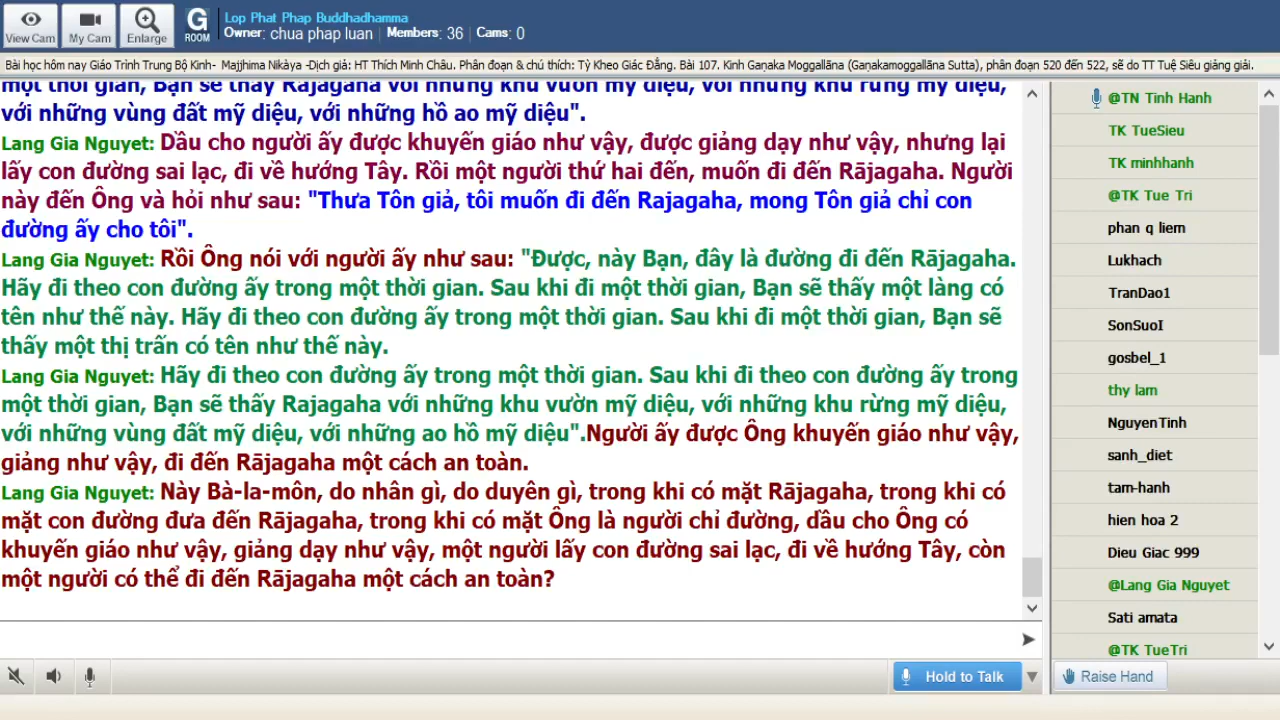 View Cam
My Cam
Enlarge
G
ROOM
Lop Phat Phap Buddhadhamma
Owner: chua phap luan | Members: 36 | Cams: 0
Bài học hôm nay Giáo Trình Trung Bộ Kinh- Majjhima Nikàya -Dịch giả: HT Thích Minh Châu. Phân đoạn & chú thích: Tỳ Kheo Giác Đẳng. Bài 107. Kinh Gaṇaka Moggallāna (Gaṇakamoggallāna Sutta), phân đoạn 520 đến 522, sẽ do TT Tuệ Siêu giảng giải.
một thời gian, Bạn sẽ thấy Rajagaha với những khu vườn mỹ diệu, với những khu rừng mỹ diệu,
với những vùng đất mỹ diệu, với những hồ ao mỹ diệu".
Lang Gia Nguyet: Dầu cho người ấy được khuyến giáo như vậy, được giảng dạy như vậy, nhưng lại
lấy con đường sai lạc, đi về hướng Tây. Rồi một người thứ hai đến, muốn đi đến Rājagaha. Người
này đến Ông và hỏi như sau: "Thưa Tôn giả, tôi muốn đi đến Rajagaha, mong Tôn giả chỉ con
đường ấy cho tôi".
Lang Gia Nguyet: Rồi Ông nói với người ấy như sau: "Được, này Bạn, đây là đường đi đến Rājagaha.
Hãy đi theo con đường ấy trong một thời gian. Sau khi đi một thời gian, Bạn sẽ thấy một làng có
tên như thế này. Hãy đi theo con đường ấy trong một thời gian. Sau khi đi một thời gian, Bạn sẽ
thấy một thị trấn có tên như thế này.
Lang Gia Nguyet: Hãy đi theo con đường ấy trong một thời gian. Sau khi đi theo con đường ấy trong
một thời gian, Bạn sẽ thấy Rajagaha với những khu vườn mỹ diệu, với những khu rừng mỹ diệu,
với những vùng đất mỹ diệu, với những ao hồ mỹ diệu".Người ấy được Ông khuyến giáo như vậy,
giảng như vậy, đi đến Rājagaha một cách an toàn.
Lang Gia Nguyet: Này Bà-la-môn, do nhân gì, do duyên gì, trong khi có mặt Rājagaha, trong khi có
mặt con đường đưa đến Rājagaha, trong khi có mặt Ông là người chỉ đường, dầu cho Ông có
khuyến giáo như vậy, giảng dạy như vậy, một người lấy con đường sai lạc, đi về hướng Tây, còn
một người có thể đi đến Rājagaha một cách an toàn?
@TN Tinh Hanh
TK TueSieu
TK minhhanh
@TK Tue Tri
phan q liem
Lukhach
TranDao1
SonSuoI
gosbel_1
thy lam
NguyenTinh
sanh_diet
tam-hanh
hien hoa 2
Dieu Giac 999
@Lang Gia Nguyet
Sati amata
@TK TueTri
Hold to Talk
Raise Hand